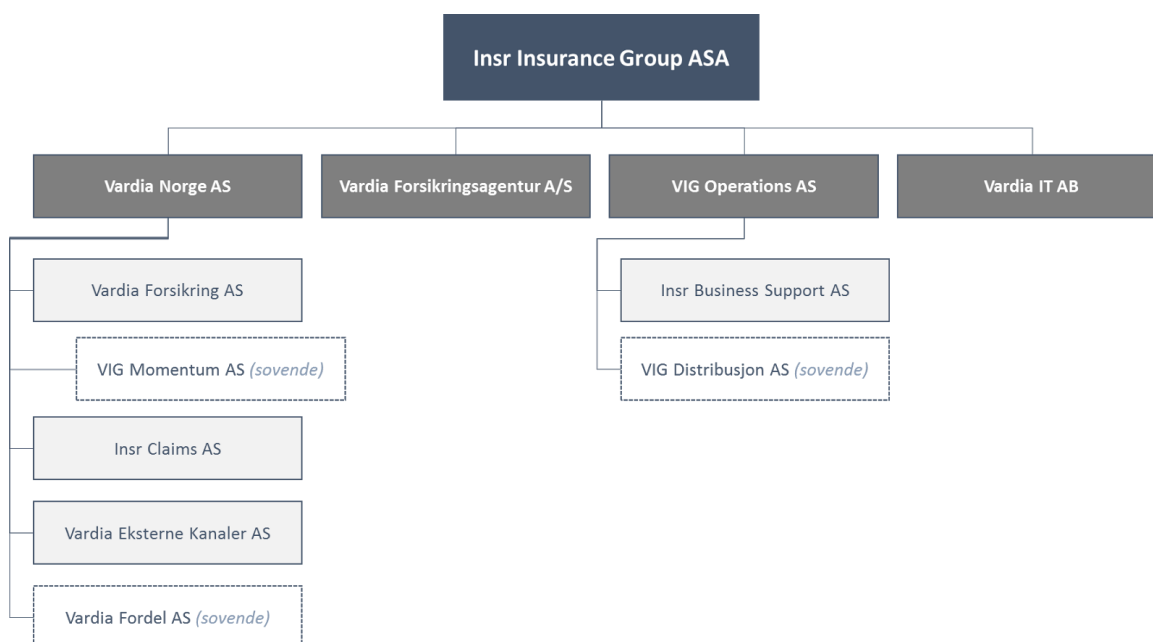 Insr Insurance Group ASA
Vardia Norge AS
Vardia Forsikringsagentur A/S
VIG Operations AS
Vardia IT AB
Vardia Forsikring AS
VIG Momentum AS (sovende)
Insr Claims AS
Vardia Eksterne Kanaler AS
Vardia Fordel AS (sovende)
Insr Business Support AS
VIG Distribusjon AS (sovende)